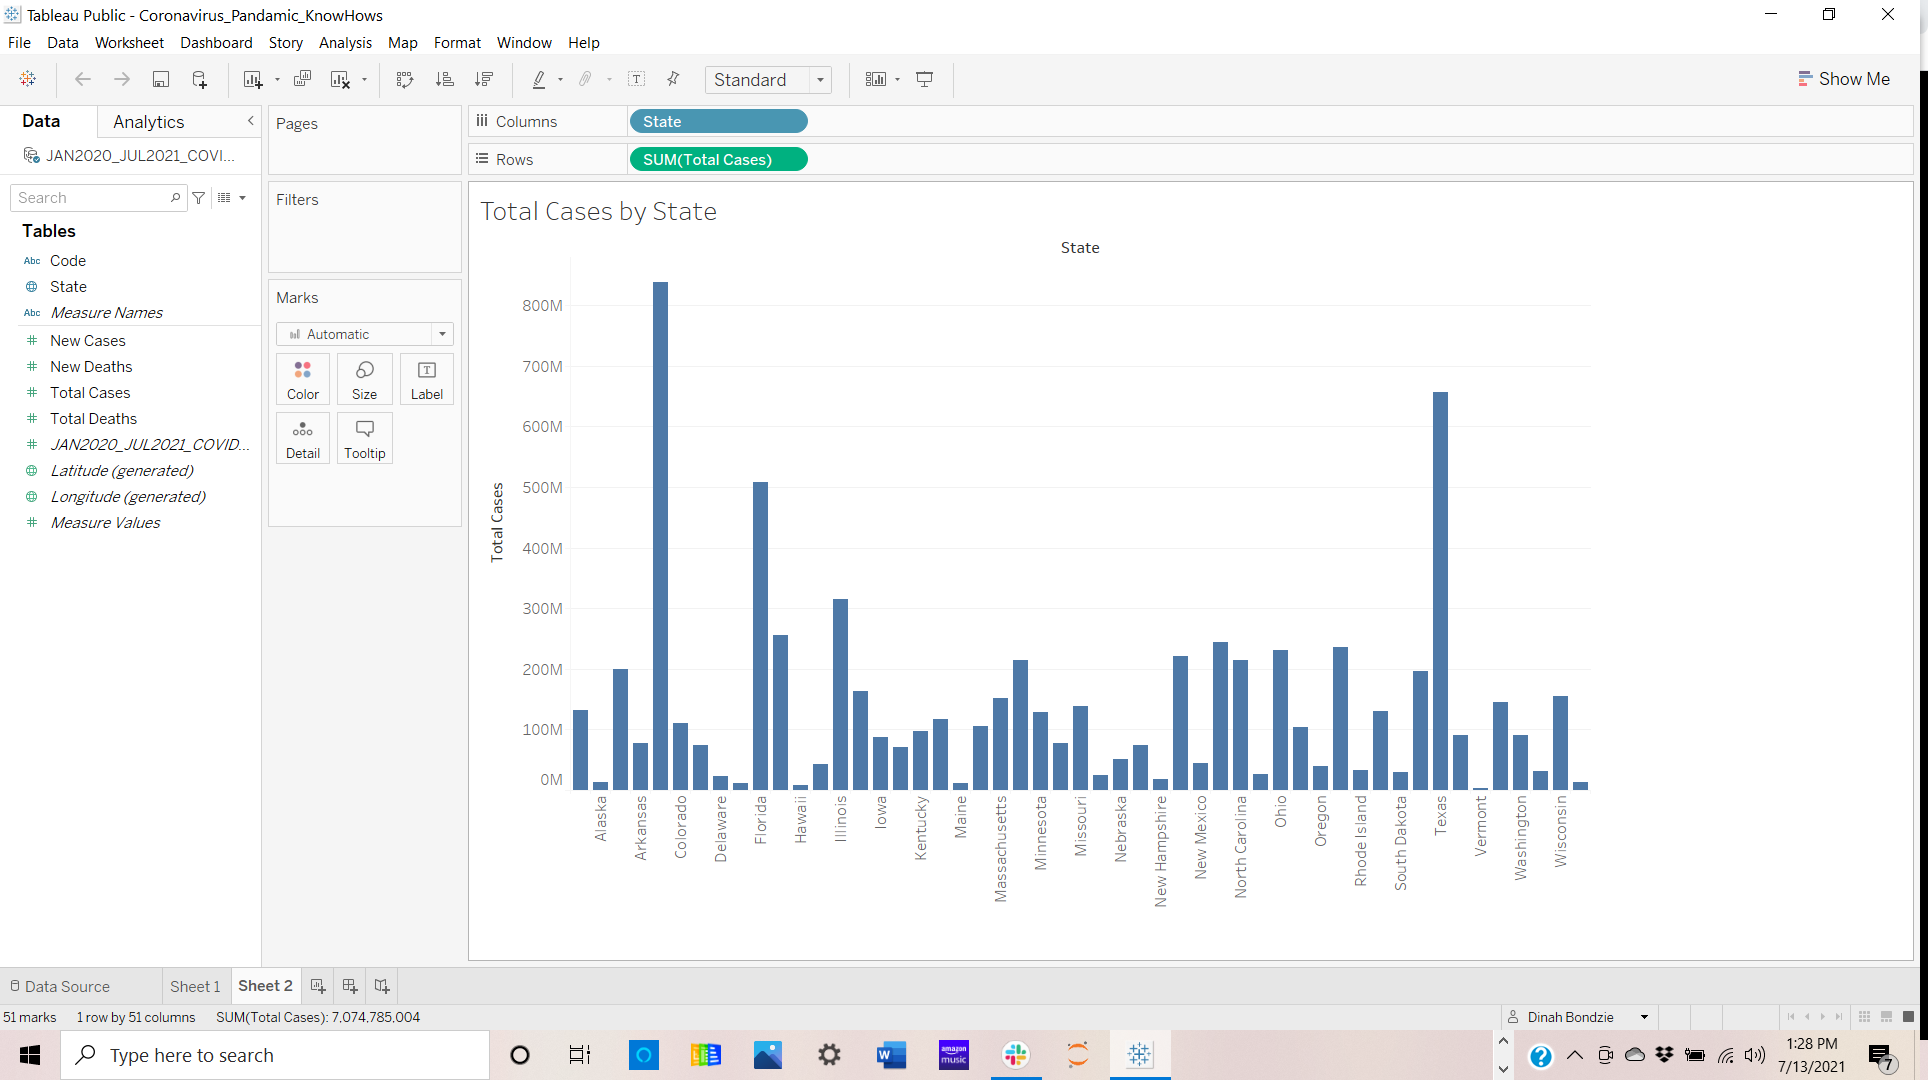 Tableau Public - Coronavirus_Pandamic_KnowHows
File Data Worksheet Dashboard Story Analysis Map Format Window Help
Standard
Show Me
Data Analytics
JAN2020_JUL2021_COVI...
Search
Tables
Abc Code
State
Abc Measure Names
New Cases
New Deaths
Total Cases
Total Deaths
JAN2020_JUL2021_COVID...
Latitude (generated)
Longitude (generated)
Measure Values
Pages
Filters
Marks
Automatic
Color Size Label
Detail Tooltip
Columns State
Rows SUM(Total Cases)
Total Cases by State
State
Total Cases
800M
700M
600M
500M
400M
300M
200M
100M
0M
Alaska
Arkansas
Colorado
Delaware
Florida
Hawaii
Illinois
Iowa
Kentucky
Maine
Massachusetts
Minnesota
Missouri
Nebraska
New Hampshire
New Mexico
North Carolina
Ohio
Oregon
Rhode Island
South Dakota
Texas
Vermont
Washington
Wisconsin
Data Source Sheet 1 Sheet 2
51 marks 1 row by 51 columns SUM(Total Cases): 7,074,785,004
Dinah Bondzie
Type here to search
amazon music
1:28 PM
7/13/2021
7